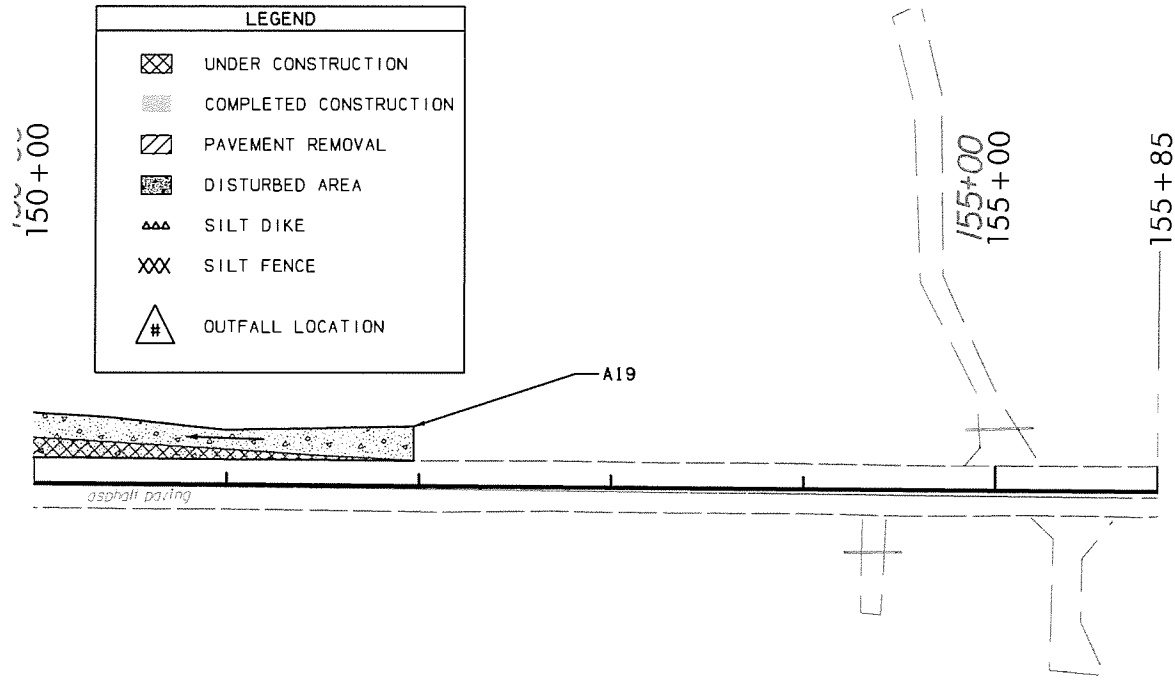 LEGEND
UNDER CONSTRUCTION
COMPLETED CONSTRUCTION
PAVEMENT REMOVAL
DISTURBED AREA
SILT DIKE
SILT FENCE
# OUTFALL LOCATION
150+00
155+00
155+00
155+85
A19
asphalt paving